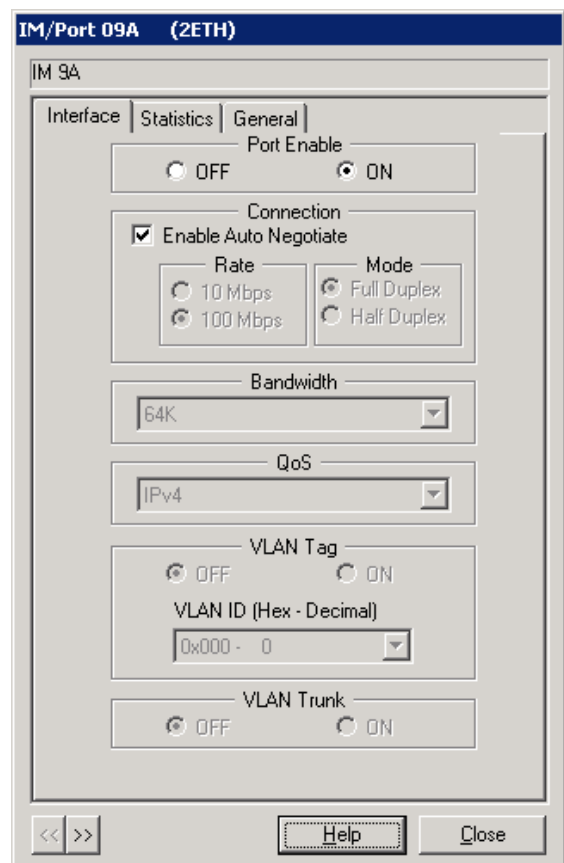 IM/Port 09A (2ETH)
IM 9A
Interface Statistics General
Port Enable
OFF ON
Connection
Enable Auto Negotiate
Rate Mode
10 Mbps Full Duplex
100 Mbps Half Duplex
Bandwidth
64K
QoS
IPv4
VLAN Tag
OFF ON
VLAN ID (Hex - Decimal)
0x000 - 0
VLAN Trunk
OFF ON
<< >> Help Close